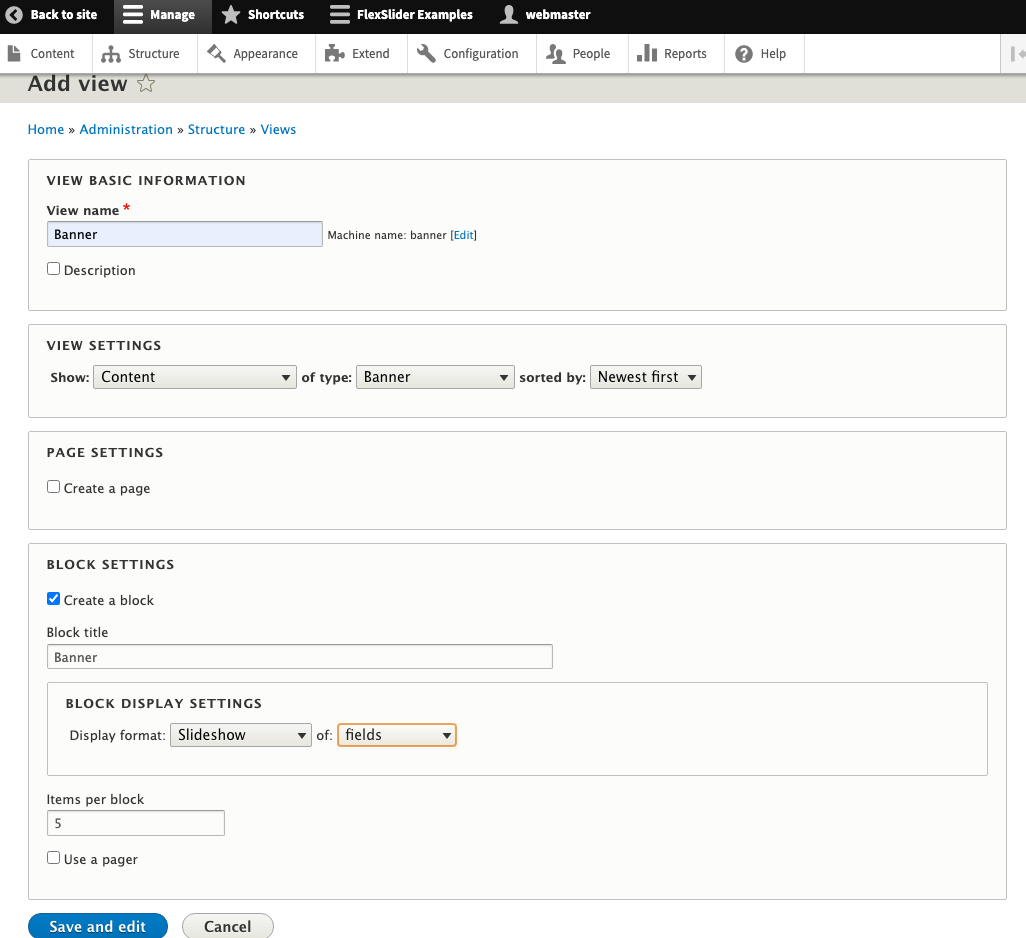 Back to site Manage Shortcuts FlexSlider Examples webmaster
Content Structure Appearance Extend Configuration People Reports Help
Add view
Home » Administration » Structure » Views
VIEW BASIC INFORMATION
View name *
Banner Machine name: banner [Edit]
Description
VIEW SETTINGS
Show: Content of type: Banner sorted by: Newest first
PAGE SETTINGS
Create a page
BLOCK SETTINGS
Create a block
Block title
Banner
BLOCK DISPLAY SETTINGS
Display format: Slideshow of: fields
Items per block
5
Use a pager
Save and edit Cancel